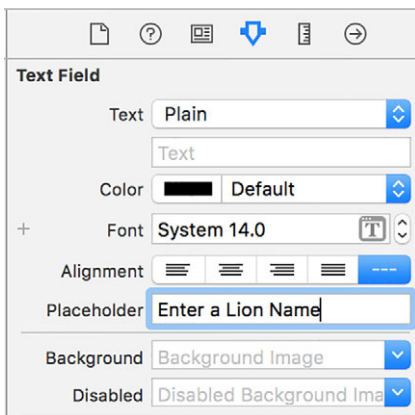 Text Field
Text Plain
Text
Color Default
Font System 14.0 T
Alignment ---
Placeholder Enter a Lion Name
Background Background Image
Disabled Disabled Background Ima